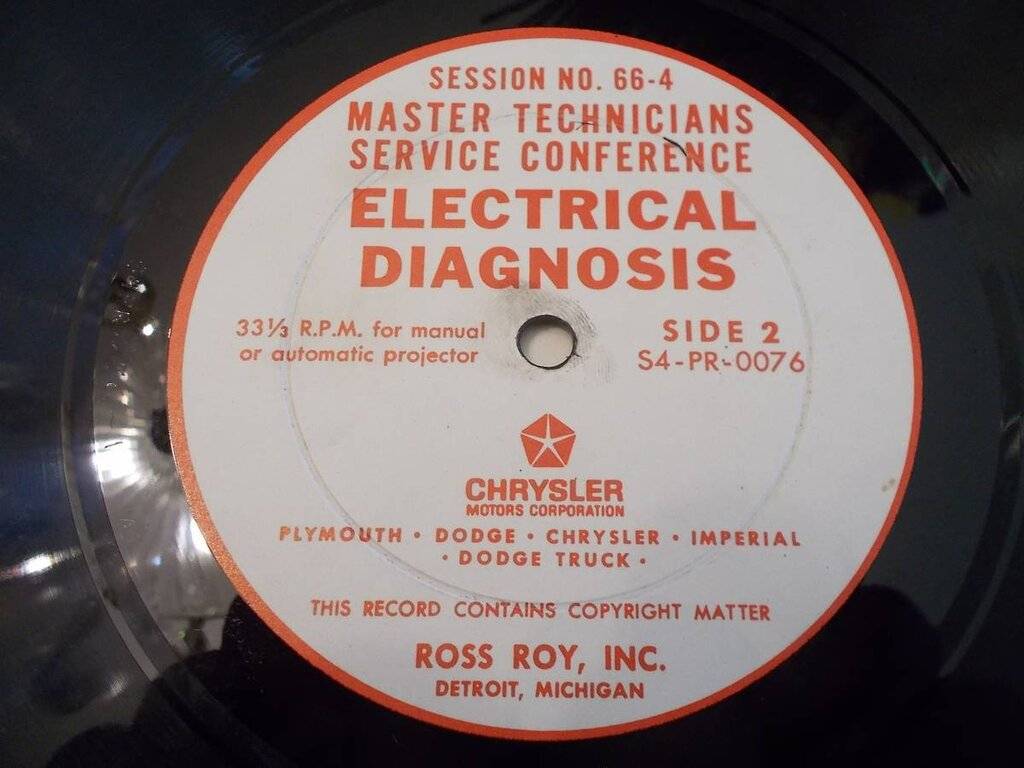 SESSION NO. 66-4
MASTER TECHNICIANS
SERVICE CONFERENCE
ELECTRICAL
DIAGNOSIS
33⅓ R.P.M. for manual
or automatic projector
SIDE 2
S4-PR-0076
CHRYSLER
MOTORS CORPORATION
PLYMOUTH • DODGE • CHRYSLER • IMPERIAL
• DODGE TRUCK •
THIS RECORD CONTAINS COPYRIGHT MATTER
ROSS ROY, INC.
DETROIT, MICHIGAN